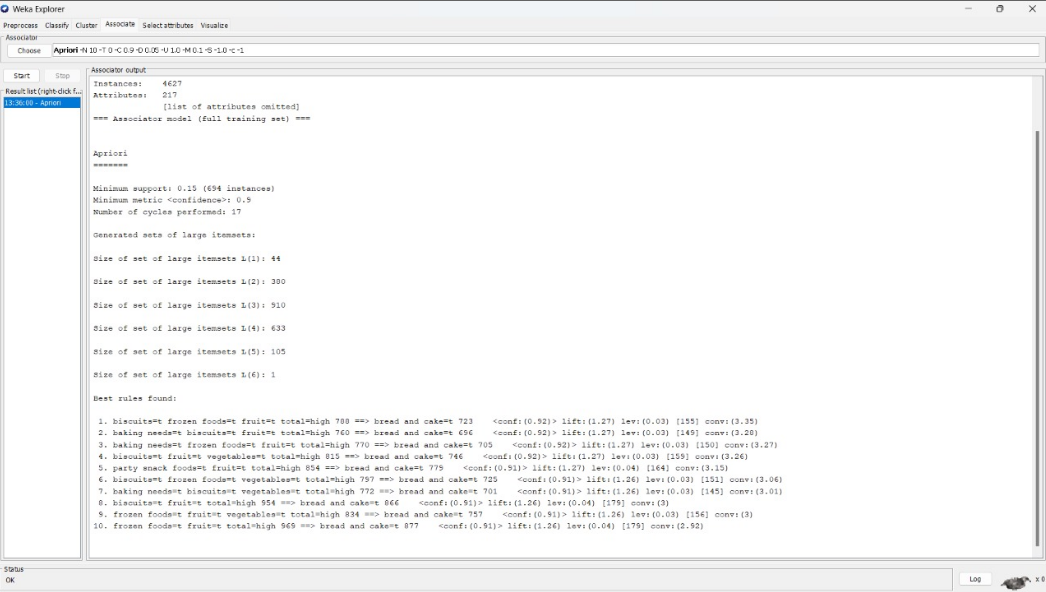 Weka Explorer
Preprocess Classify Cluster Associate Select attributes Visualize
Associator
Choose Apriori -N 10 -T 0 -C 0.9 -D 0.05 -U 1.0 -M 0.1 -S -1.0 -c -1
Start Stop
Associator output
Result list (right-click f...
13:36:00 - Apriori
Instances: 4627
Attributes: 217
[list of attributes omitted]
=== Associator model (full training set) ===
Apriori
=======
Minimum support: 0.15 (694 instances)
Minimum metric <confidence>: 0.9
Number of cycles performed: 17
Generated sets of large itemsets:
Size of set of large itemsets L(1): 44
Size of set of large itemsets L(2): 380
Size of set of large itemsets L(3): 910
Size of set of large itemsets L(4): 633
Size of set of large itemsets L(5): 105
Size of set of large itemsets L(6): 1
Best rules found:
1. biscuits=t frozen foods=t fruit=t total=high 788 ==> bread and cake=t 723 <conf:(0.92)> lift:(1.27) lev:(0.03) [155] conv:(3.35)
2. baking needs=t biscuits=t fruit=t total=high 760 ==> bread and cake=t 696 <conf:(0.92)> lift:(1.27) lev:(0.03) [149] conv:(3.28)
3. baking needs=t frozen foods=t fruit=t total=high 770 ==> bread and cake=t 705 <conf:(0.92)> lift:(1.27) lev:(0.03) [150] conv:(3.27)
4. biscuits=t fruit=t vegetables=t total=high 815 ==> bread and cake=t 746 <conf:(0.92)> lift:(1.27) lev:(0.03) [159] conv:(3.26)
5. party snack foods=t fruit=t total=high 854 ==> bread and cake=t 779 <conf:(0.91)> lift:(1.27) lev:(0.04) [164] conv:(3.15)
6. biscuits=t frozen foods=t vegetables=t total=high 797 ==> bread and cake=t 725 <conf:(0.91)> lift:(1.26) lev:(0.03) [151] conv:(3.06)
7. baking needs=t biscuits=t vegetables=t total=high 772 ==> bread and cake=t 701 <conf:(0.91)> lift:(1.26) lev:(0.03) [145] conv:(3.01)
8. biscuits=t fruit=t total=high 954 ==> bread and cake=t 866 <conf:(0.91)> lift:(1.26) lev:(0.04) [179] conv:(3)
9. frozen foods=t fruit=t vegetables=t total=high 834 ==> bread and cake=t 757 <conf:(0.91)> lift:(1.26) lev:(0.03) [156] conv:(3)
10. frozen foods=t fruit=t total=high 969 ==> bread and cake=t 877 <conf:(0.91)> lift:(1.26) lev:(0.04) [179] conv:(2.92)
Status
OK
Log
x 0